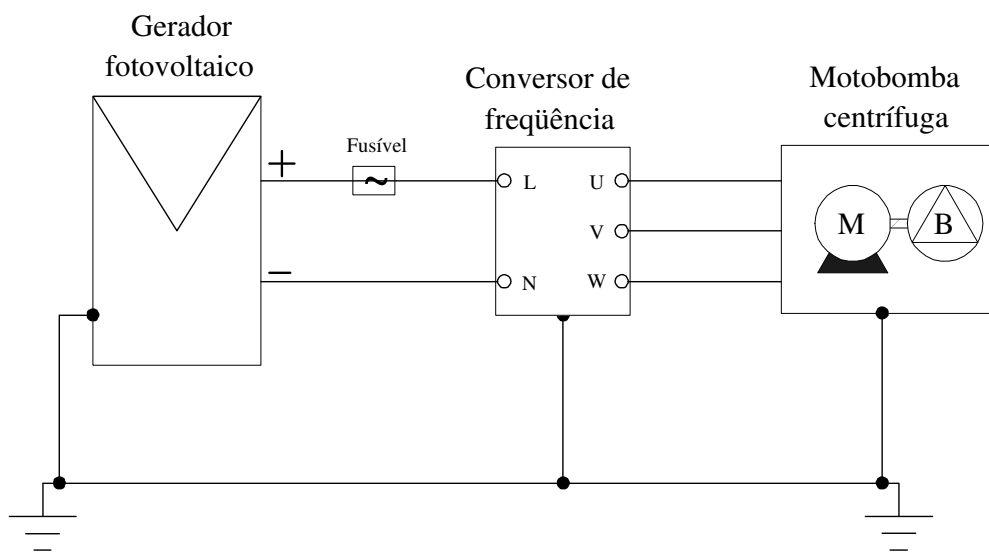 Gerador
fotovoltaico
Conversor de
freqüência
Motobomba
centrífuga
Fusível
+
~
L
U
M
B
V
−
N
W